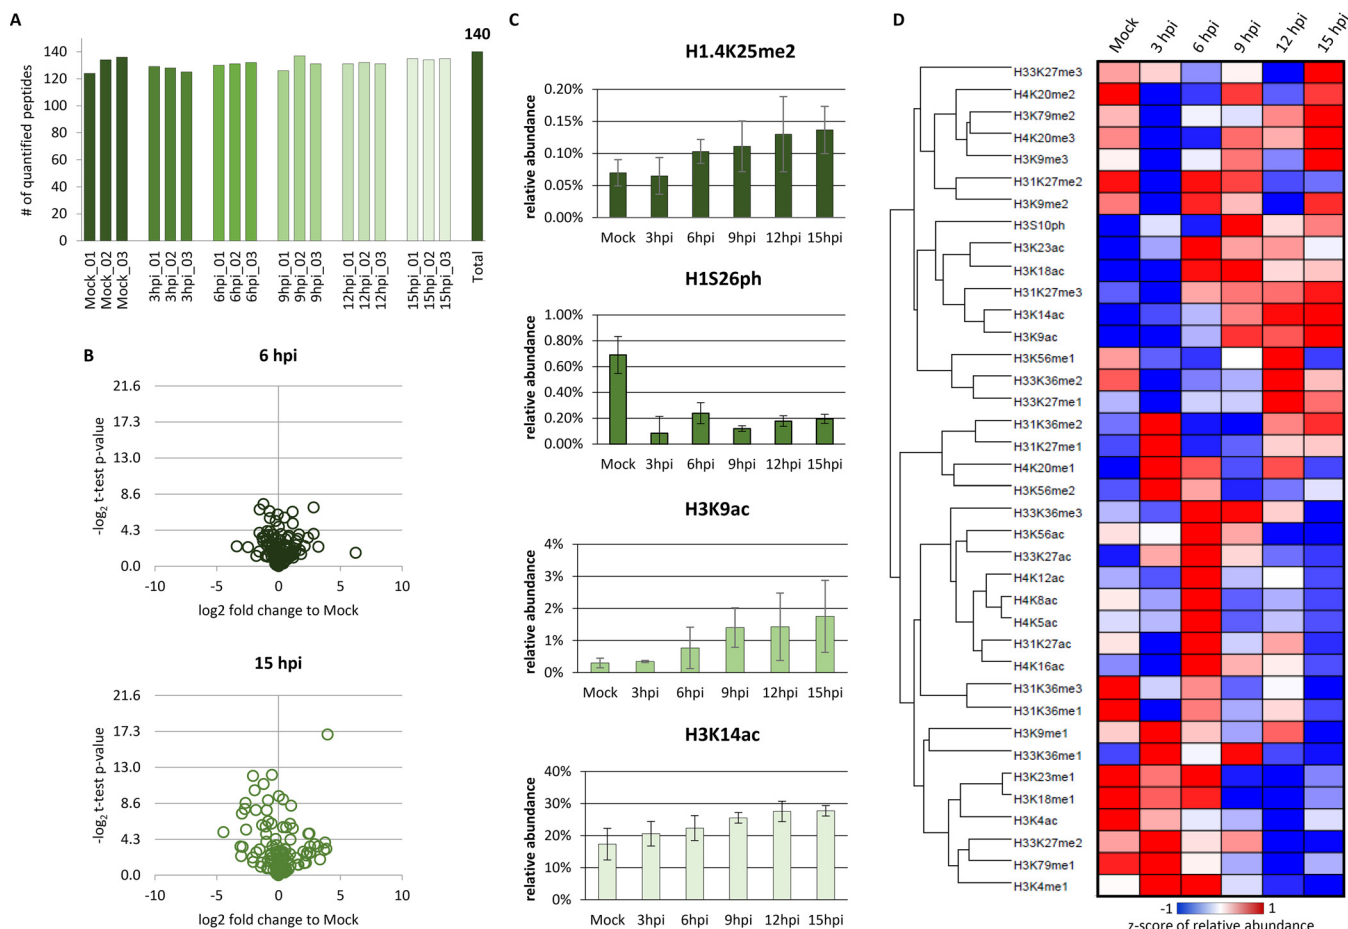 A
140
# of quantified peptides
140
120
100
80
60
40
20
0
Mock_01
Mock_02
Mock_03
3hpi_01
3hpi_02
3hpi_03
6hpi_01
6hpi_02
6hpi_03
9hpi_01
9hpi_02
9hpi_03
12hpi_01
12hpi_02
12hpi_03
15hpi_01
15hpi_02
15hpi_03
Total
B
6 hpi
-log2 t-test p-value
21.6
17.3
13.0
8.6
4.3
0.0
-10 -5 0 5 10
log2 fold change to Mock
15 hpi
-log2 t-test p-value
21.6
17.3
13.0
8.6
4.3
0.0
-10 -5 0 5 10
log2 fold change to Mock
C
H1.4K25me2
relative abundance
0.20%
0.15%
0.10%
0.05%
0.00%
Mock 3hpi 6hpi 9hpi 12hpi 15hpi
H1S26ph
relative abundance
1.00%
0.80%
0.60%
0.40%
0.20%
0.00%
Mock 3hpi 6hpi 9hpi 12hpi 15hpi
H3K9ac
relative abundance
4%
3%
2%
1%
0%
Mock 3hpi 6hpi 9hpi 12hpi 15hpi
H3K14ac
relative abundance
40%
30%
20%
10%
0%
Mock 3hpi 6hpi 9hpi 12hpi 15hpi
D
Mock 3 hpi 6 hpi 9 hpi 12 hpi 15 hpi
H33K27me3
H4K20me2
H3K79me2
H4K20me3
H3K9me3
H31K27me2
H3K9me2
H3S10ph
H3K23ac
H3K18ac
H31K27me3
H3K14ac
H3K9ac
H3K56me1
H33K36me2
H33K27me1
H31K36me2
H31K27me1
H4K20me1
H3K56me2
H33K36me3
H3K56ac
H33K27ac
H4K12ac
H4K8ac
H4K5ac
H31K27ac
H4K16ac
H31K36me3
H31K36me1
H3K9me1
H33K36me1
H3K23me1
H3K18me1
H3K4ac
H33K27me2
H3K79me1
H3K4me1
-1 1
z-score of relative abundance